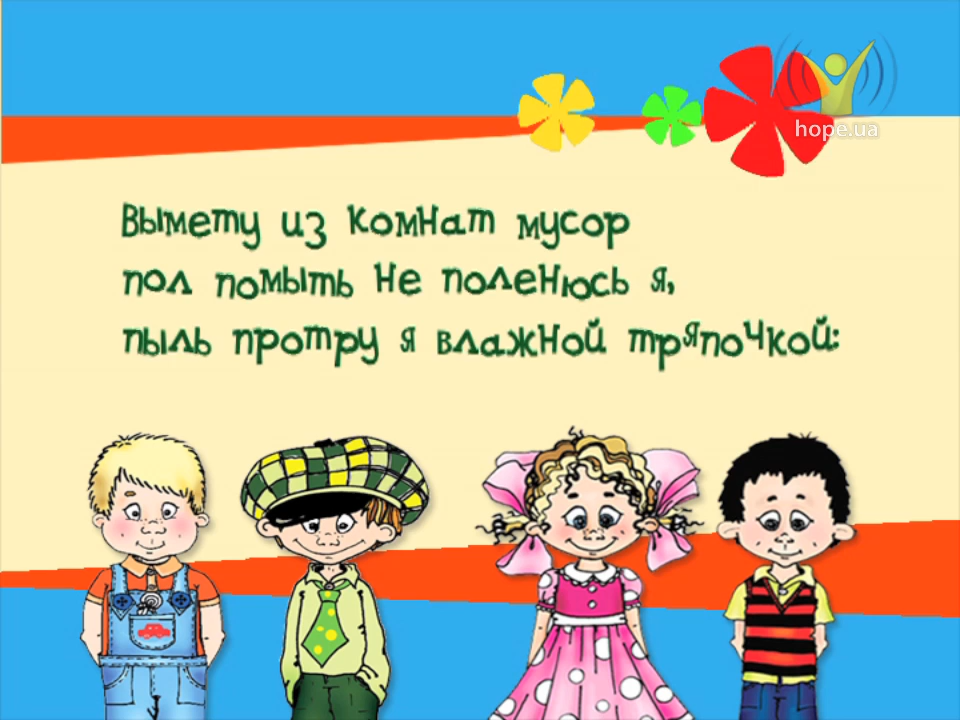 hope.ua
Вымету из комнат мусор
пол помыть не поленюсь я,
пыль протру я влажной тряпочкой: